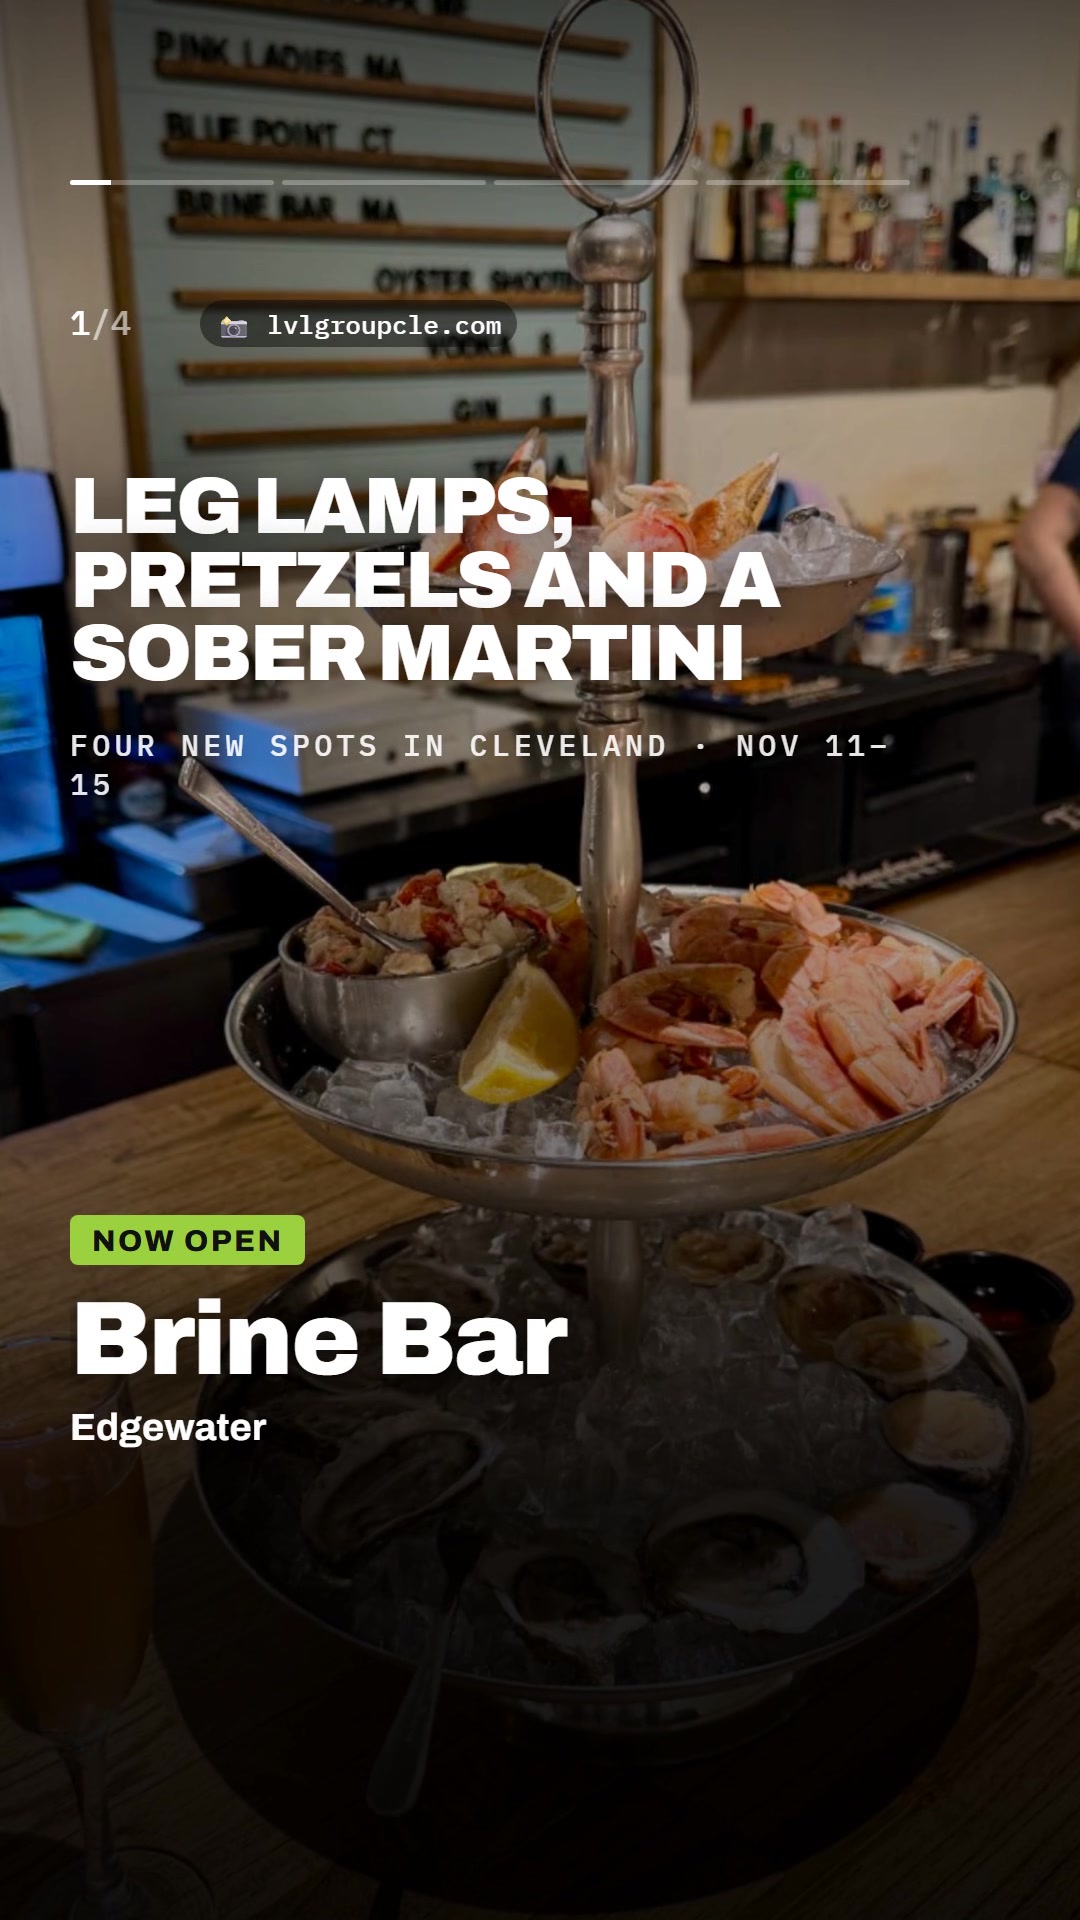 PINK LADIES MA
BLUE POINT CT
BRINE BAR MA
OYSTER
1/4
lvlgroupcle.com
VODKA $
GIN $
LEG LAMPS,
PRETZELS AND A
SOBER MARTINI
FOUR NEW SPOTS IN CLEVELAND · NOV 11–
15
NOW OPEN
Brine Bar
Edgewater